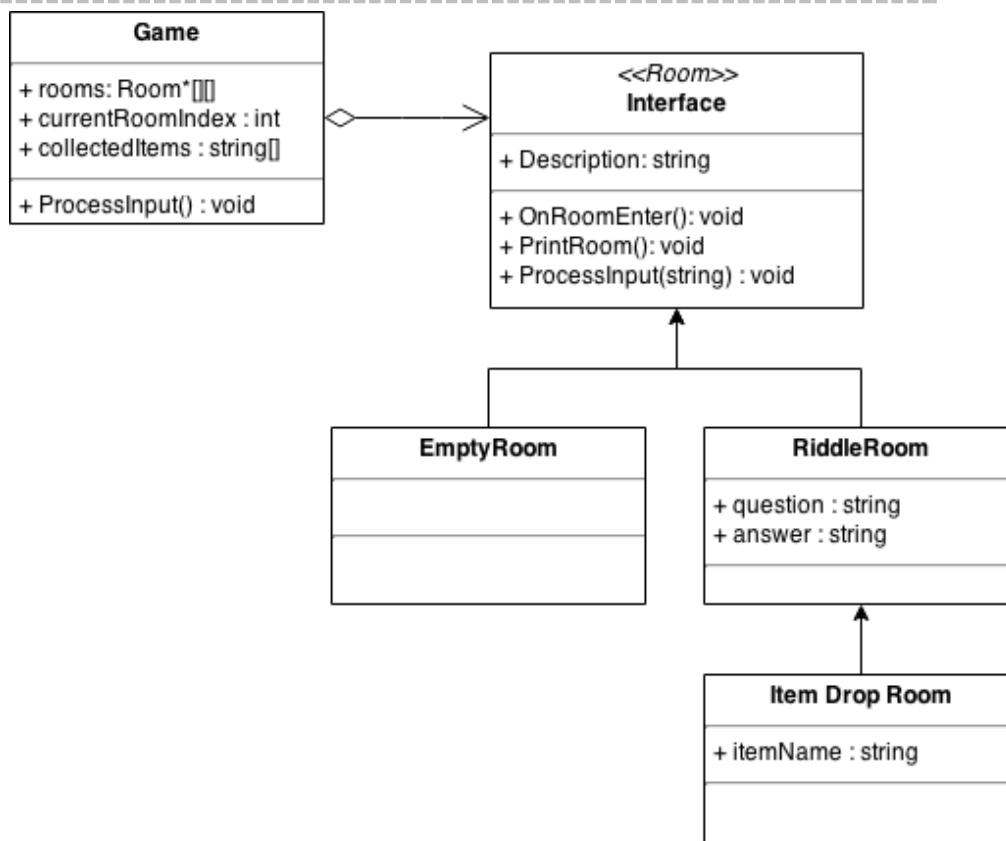 Game
+ rooms: Room*[][]
+ currentRoomIndex : int
+ collectedItems : string[]
+ ProcessInput() : void
<<Room>>
Interface
+ Description: string
+ OnRoomEnter(): void
+ PrintRoom(): void
+ ProcessInput(string) : void
EmptyRoom
RiddleRoom
+ question : string
+ answer : string
Item Drop Room
+ itemName : string